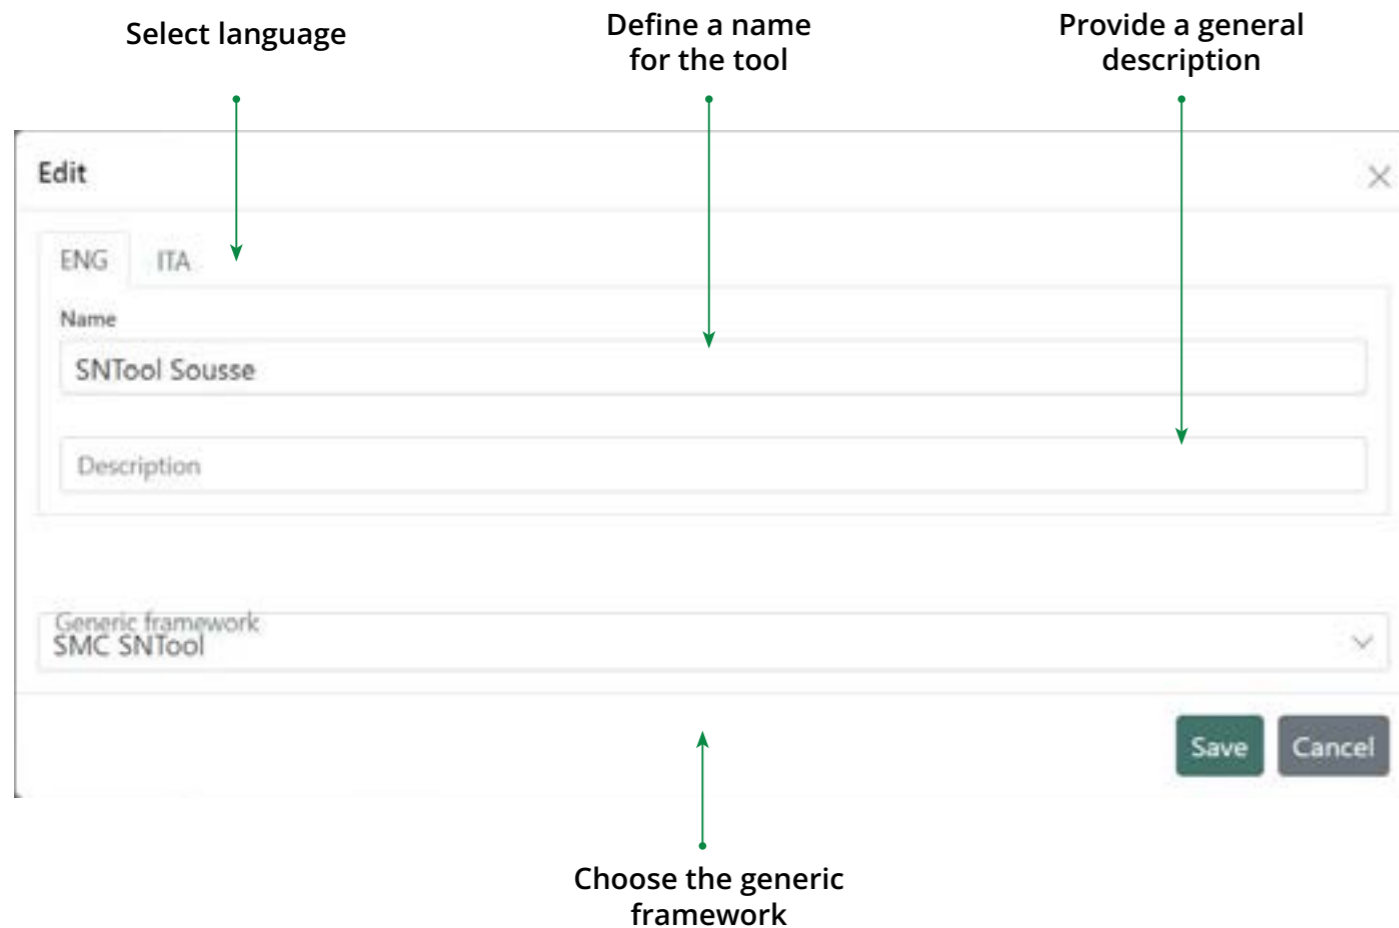 Select language
Define a name
for the tool
Provide a general
description
Edit
ENG ITA
Name
SNTool Sousse
Description
Generic framework
SMC SNTool
Save Cancel
Choose the generic
framework